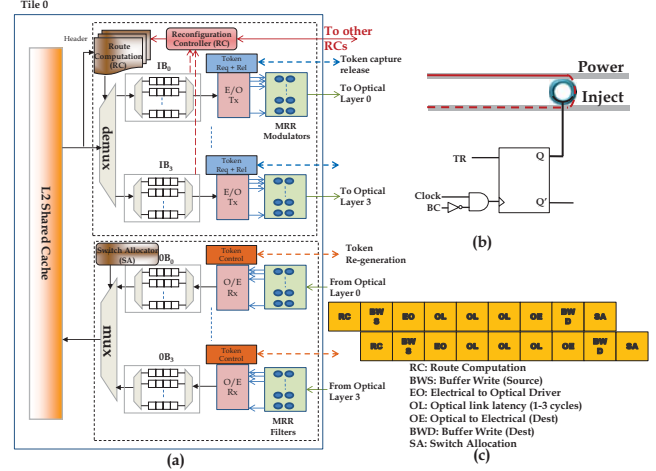 Tile 0
Header
Route
Computation
(RC)
Reconfiguration
Controller (RC)
To other
RCs
IB0
Token
Req + Rel
Token capture
release
E/O
Tx
To Optical
Layer 0
MRR
Modulators
demux
L2 Shared Cache
IB3
Token
Req + Rel
E/O
Tx
To Optical
Layer 3
Switch Allocator
(SA)
0B0
Token
Control
Token
Re-generation
O/E
Rx
From Optical
Layer 0
mux
0B3
Token
Control
O/E
Rx
From Optical
Layer 3
MRR
Filters
(a)
Power
Inject
TR
Q
Clock
BC
Q'
(b)
RC BW S EO OL OL OL OE BW D SA
RC BW S EO OL OL OL OE BW D SA
RC: Route Computation
BWS: Buffer Write (Source)
EO: Electrical to Optical Driver
OL: Optical link latency (1-3 cycles)
OE: Optical to Electrical (Dest)
BWD: Buffer Write (Dest)
SA: Switch Allocation
(c)